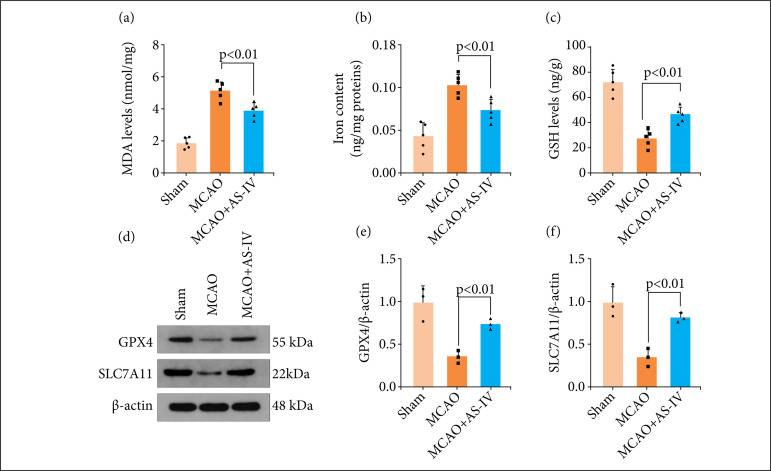 (a)
MDA levels (nmol/mg)
8
6
4
2
0
p<0.01
Sham
MCAO
MCAO+AS-IV
(b)
Iron content
(ng/mg proteins)
0.18
0.10
0.05
0.00
p<0.01
Sham
MCAO
MCAO+AS-IV
(c)
GSH levels (ng/g)
100
80
60
40
20
0
p<0.01
Sham
MCAO
MCAO+AS-IV
(d)
Sham
MCAO
MCAO+AS-IV
GPX4
55 kDa
SLC7A11
22kDa
β-actin
48 kDa
(e)
GPX4/β-actin
1.5
1.0
0.5
0.0
p<0.01
Sham
MCAO
MCAO+AS-IV
(f)
SLC7A11/β-actin
1.5
1.0
0.5
0.0
p<0.01
Sham
MCAO
MCAO+AS-IV